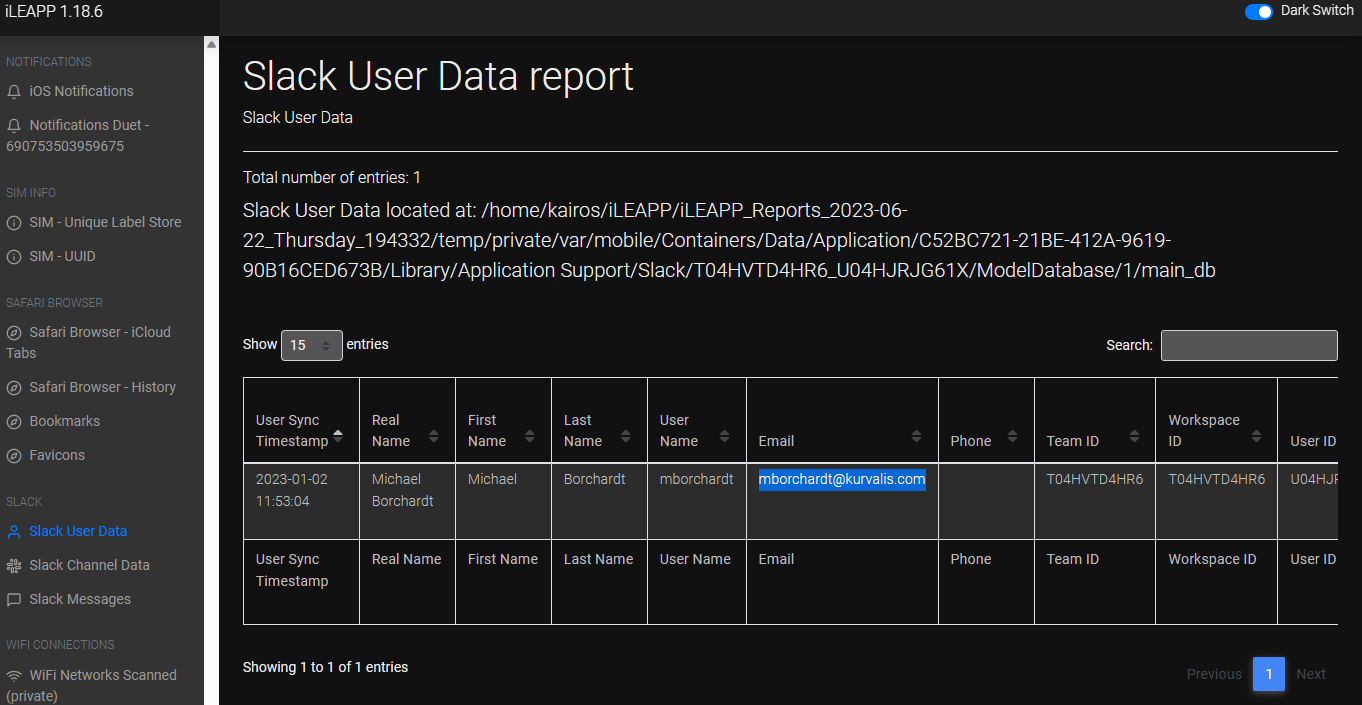 iLEAPP 1.18.6
Dark Switch
NOTIFICATIONS
iOS Notifications
Notifications Duet -
690753503959675
SIM INFO
SIM - Unique Label Store
SIM - UUID
SAFARI BROWSER
Safari Browser - iCloud
Tabs
Safari Browser - History
Bookmarks
Favicons
SLACK
Slack User Data
Slack Channel Data
Slack Messages
WIFI CONNECTIONS
WiFi Networks Scanned
(private)
Slack User Data report
Slack User Data
Total number of entries: 1
Slack User Data located at: /home/kairos/iLEAPP/iLEAPP_Reports_2023-06-
22_Thursday_194332/temp/private/var/mobile/Containers/Data/Application/C52BC721-21BE-412A-9619-
90B16CED673B/Library/Application Support/Slack/T04HVTD4HR6_U04HJRJG61X/ModelDatabase/1/main_db
Show 15 entries
Search:
User Sync Timestamp Real Name First Name Last Name User Name Email Phone Team ID Workspace ID User ID
2023-01-02 11:53:04 Michael Borchardt Michael Borchardt mborchardt mborchardt@kurvalis.com T04HVTD4HR6 T04HVTD4HR6 U04HJF
User Sync Timestamp Real Name First Name Last Name User Name Email Phone Team ID Workspace ID User ID
Showing 1 to 1 of 1 entries
Previous 1 Next